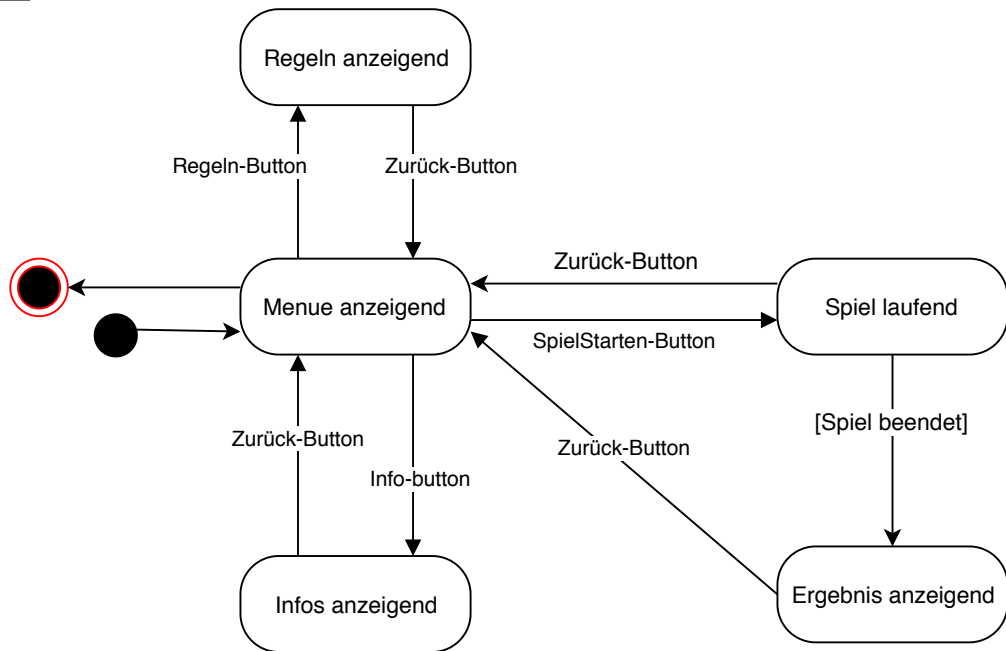 Regeln anzeigend
Regeln-Button
Zurück-Button
Zurück-Button
Menue anzeigend
Spiel laufend
SpielStarten-Button
[Spiel beendet]
Zurück-Button
Zurück-Button
Info-button
Infos anzeigend
Ergebnis anzeigend